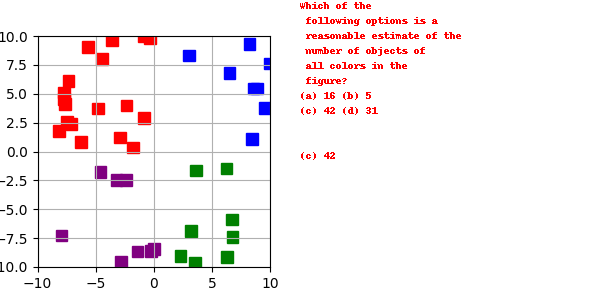 Which of the
following options is a
reasonable estimate of the
number of objects of
all colors in the
figure?
(a) 16 (b) 5
(c) 42 (d) 31
(c) 42
10.0
7.5
5.0
2.5
0.0
−2.5
−5.0
−7.5
10.0
−10 −5 0 5 10